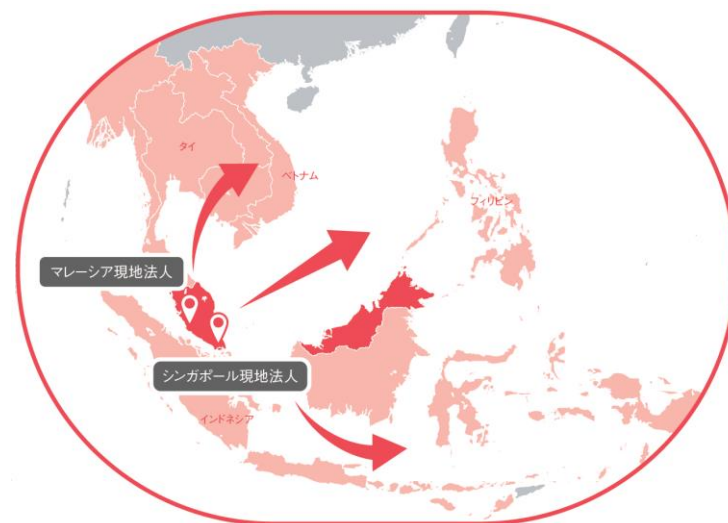 タイ
ベトナム
フィリピン
マレーシア現地法人
シンガポール現地法人
インドネシア